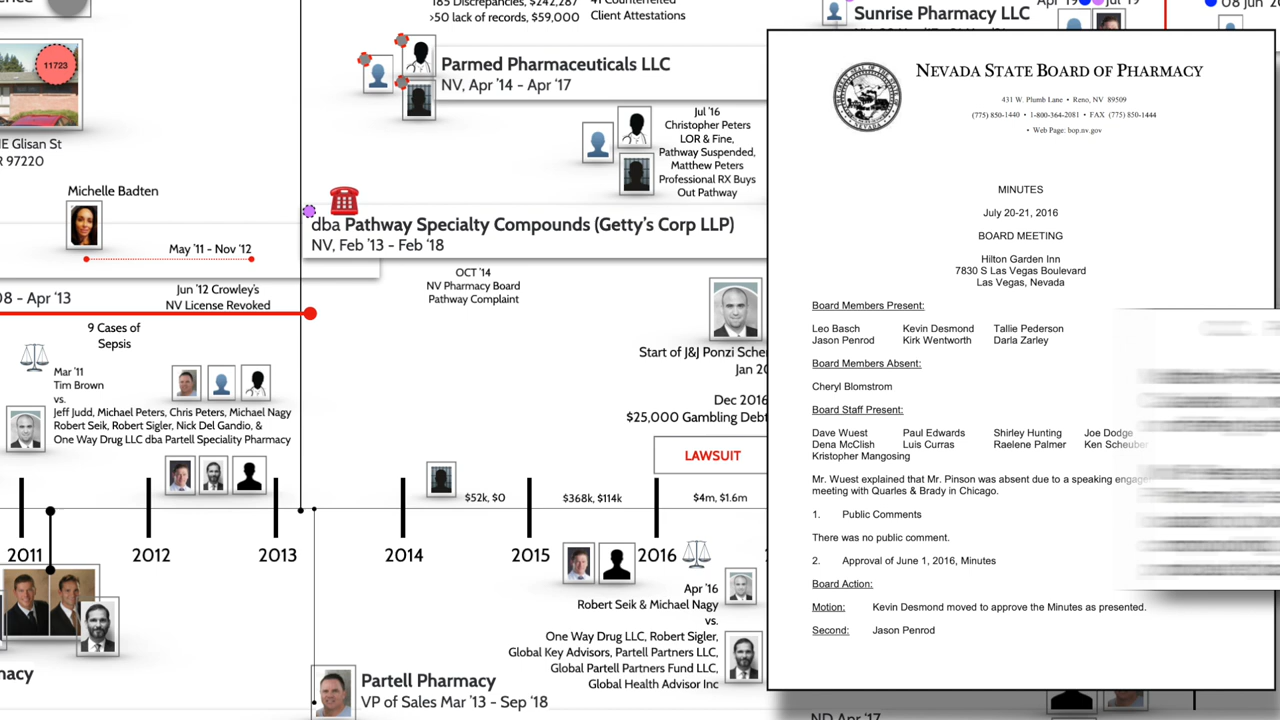 185 Discrepancies, $242,287
>50 lack of records, $59,000
41 Counterfeited
Client Attestations
Sunrise Pharmacy LLC
11723
Parmed Pharmaceuticals LLC
NV, Apr '14 - Apr '17
E Glisan St
R 97220
Jul '16
Christopher Peters
LOR & Fine,
Pathway Suspended,
Matthew Peters
Professional RX Buys
Out Pathway
Michelle Badten
May '11 - Nov '12
dba Pathway Specialty Compounds (Getty's Corp LLP)
NV, Feb '13 - Feb '18
OCT '14
NV Pharmacy Board
Pathway Complaint
08 - Apr '13
Jun '12 Crowley's
NV License Revoked
9 Cases of
Sepsis
Mar '11
Tim Brown
vs.
Jeff Judd, Michael Peters, Chris Peters, Michael Nagy
Robert Seik, Robert Sigler, Nick Del Gandio, &
One Way Drug LLC dba Partell Speciality Pharmacy
Start of J&J Ponzi Sche
Jan 20
Dec 2016
$25,000 Gambling Debt
LAWSUIT
$52k, $0
$368k, $114k
$4m, $1.6m
2011
2012
2013
2014
2015
2016
Apr '16
Robert Seik & Michael Nagy
vs.
One Way Drug LLC, Robert Sigler,
Global Key Advisors, Partell Partners LLC,
Global Partell Partners Fund LLC,
Global Health Advisor Inc
macy
Partell Pharmacy
VP of Sales Mar '13 - Sep '18
ND Apr '17
NEVADA STATE BOARD OF PHARMACY
431 W. Plumb Lane • Reno, NV 89509
(775) 850-1440 • 1-800-364-2081 • FAX (775) 850-1444
• Web Page: bop.nv.gov
MINUTES
July 20-21, 2016
BOARD MEETING
Hilton Garden Inn
7830 S Las Vegas Boulevard
Las Vegas, Nevada
Board Members Present:
Leo Basch Kevin Desmond Tallie Pederson
Jason Penrod Kirk Wentworth Darla Zarley
Board Members Absent:
Cheryl Blomstrom
Board Staff Present:
Dave Wuest Paul Edwards Shirley Hunting Joe Dodge
Dena McClish Luis Curras Raelene Palmer Ken Scheuber
Kristopher Mangosing
Mr. Wuest explained that Mr. Pinson was absent due to a speaking engage
meeting with Quarles & Brady in Chicago.
1. Public Comments
There was no public comment.
2. Approval of June 1, 2016, Minutes
Board Action:
Motion: Kevin Desmond moved to approve the Minutes as presented.
Second: Jason Penrod